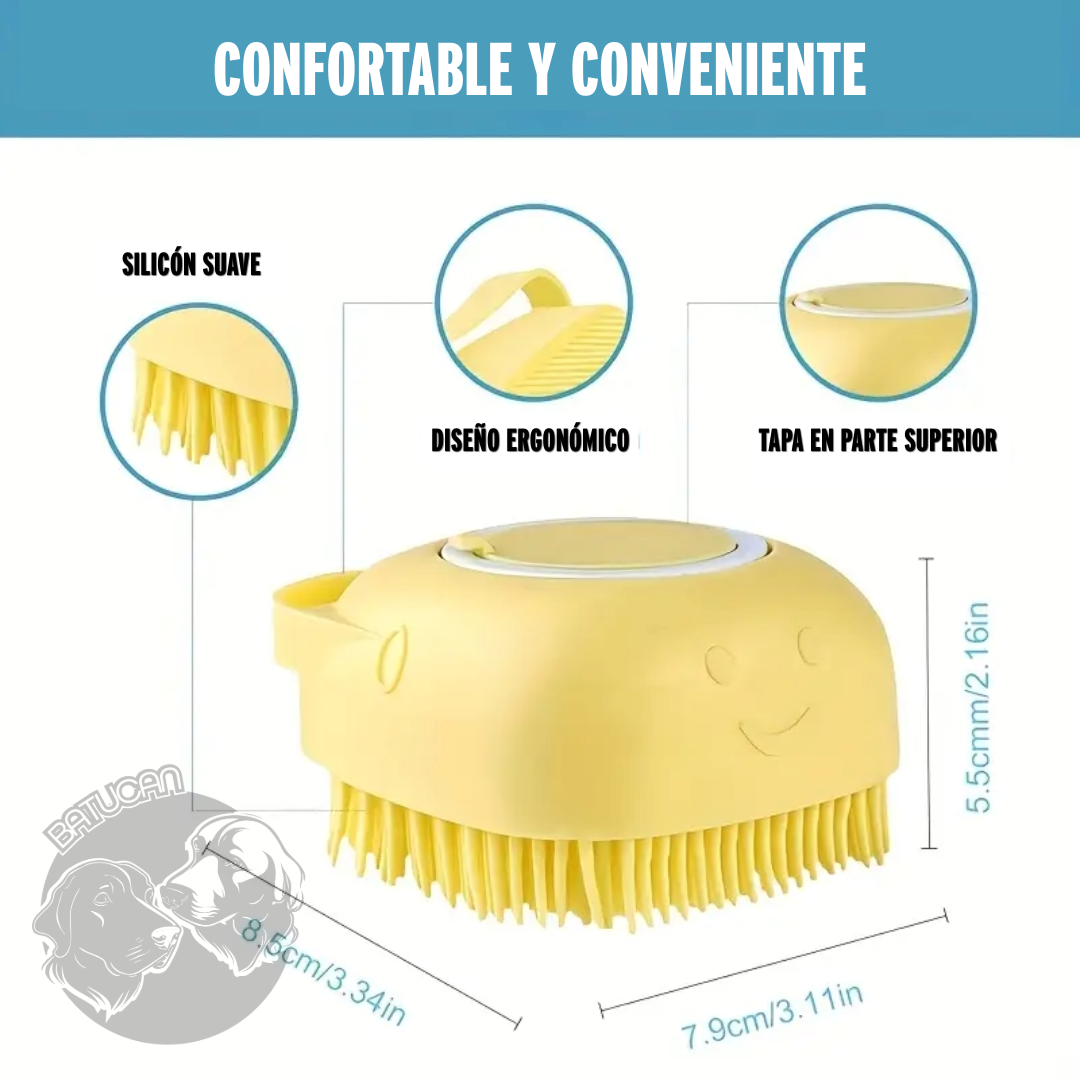 CONFORTABLE Y CONVENIENTE
SILICÓN SUAVE
DISEÑO ERGONÓMICO
TAPA EN PARTE SUPERIOR
5.5cmm/2.16in
BATUCAN
8.5cm/3.34in
7.9cm/3.11in